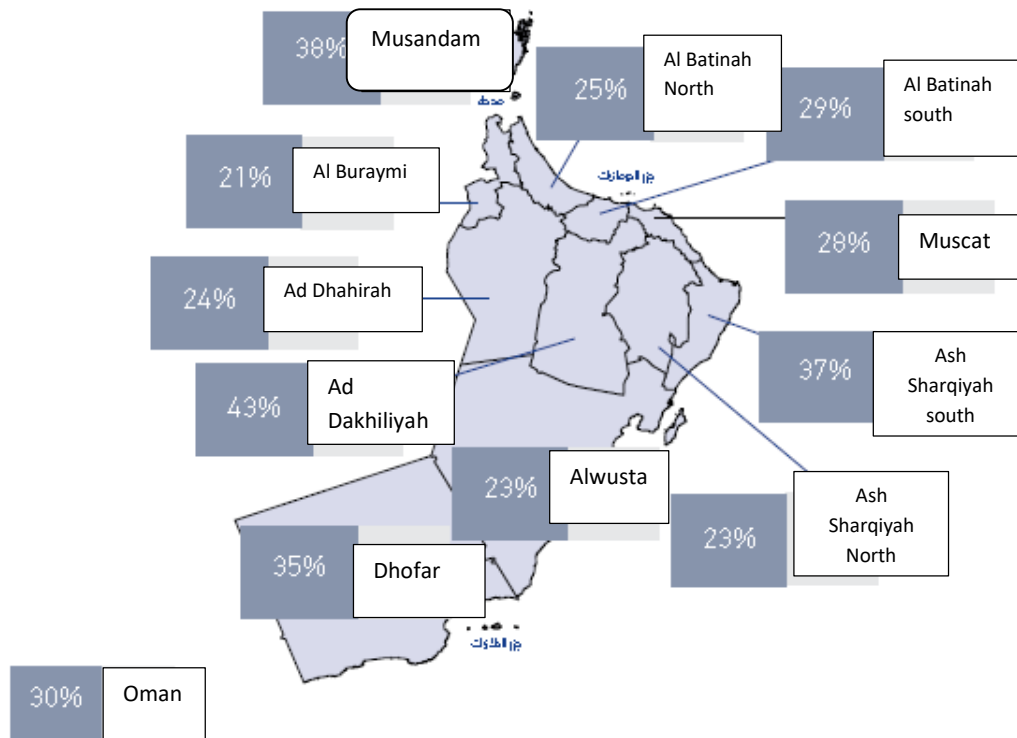 38%
Musandam
25%
Al Batinah
North
29%
Al Batinah
south
21%
Al Buraymi
28%
Muscat
24%
Ad Dhahirah
37%
Ash
Sharqiyah
south
43%
Ad
Dakhiliyah
23%
Alwusta
23%
Ash
Sharqiyah
North
35%
Dhofar
30%
Oman